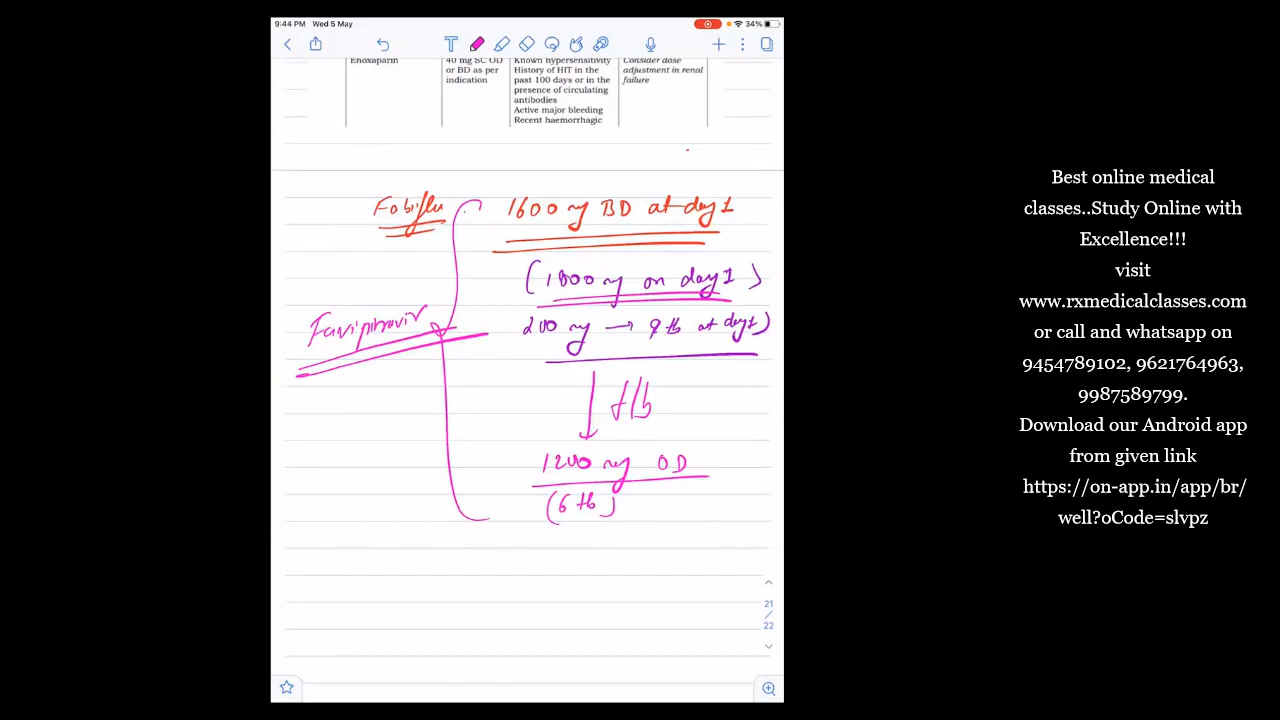 9:44 PM Wed 5 May
34%
Enoxaparin
40 mg SC OD
or BD as per
indication
Known hypersensitivity
History of HIT in the
past 100 days or in the
presence of circulating
antibodies
Active major bleeding
Recent haemorrhagic
Consider dose
adjustment in renal
failure
Fabiflu
1600 mg BD at day 1
(1800 mg on day 1)
Favipiravir
200 mg → 9 tb at day 1)
f/b
1200 mg OD
(6 tb)
21
/
22
Best online medical
classes..Study Online with
Excellence!!!
visit
www.rxmedicalclasses.com
or call and whatsapp on
9454789102, 9621764963,
9987589799.
Download our Android app
from given link
https://on-app.in/app/br/
well?oCode=slvpz